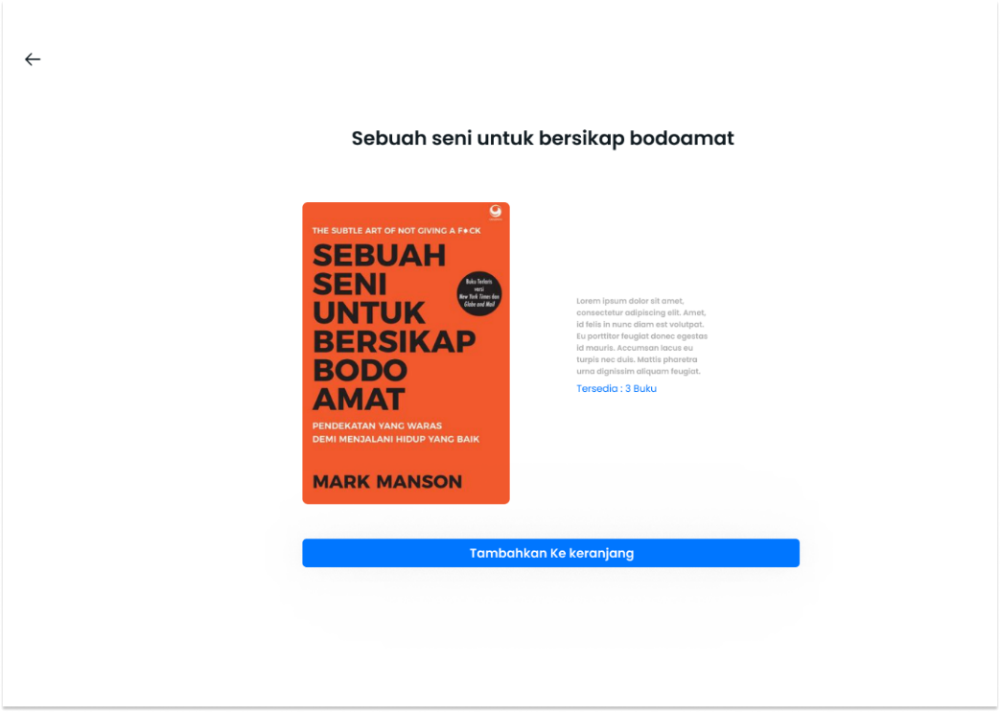 Sebuah seni untuk bersikap bodoamat
THE SUBTLE ART OF NOT GIVING A F*CK
SEBUAH
SENI
UNTUK
BERSIKAP
BODO
AMAT
Buku Terlaris
versi
New York Times dan
Globe and Mail
PENDEKATAN YANG WARAS
DEMI MENJALANI HIDUP YANG BAIK
MARK MANSON
Lorem ipsum dolor sit amet,
consectetur adipiscing elit. Amet,
id felis in nunc diam est volutpat.
Eu porttitor feugiat donec egestas
id mauris. Accumsan lacus eu
turpis nec duis. Mattis pharetra
urna dignissim aliquam feugiat.
Tersedia : 3 Buku
Tambahkan Ke keranjang